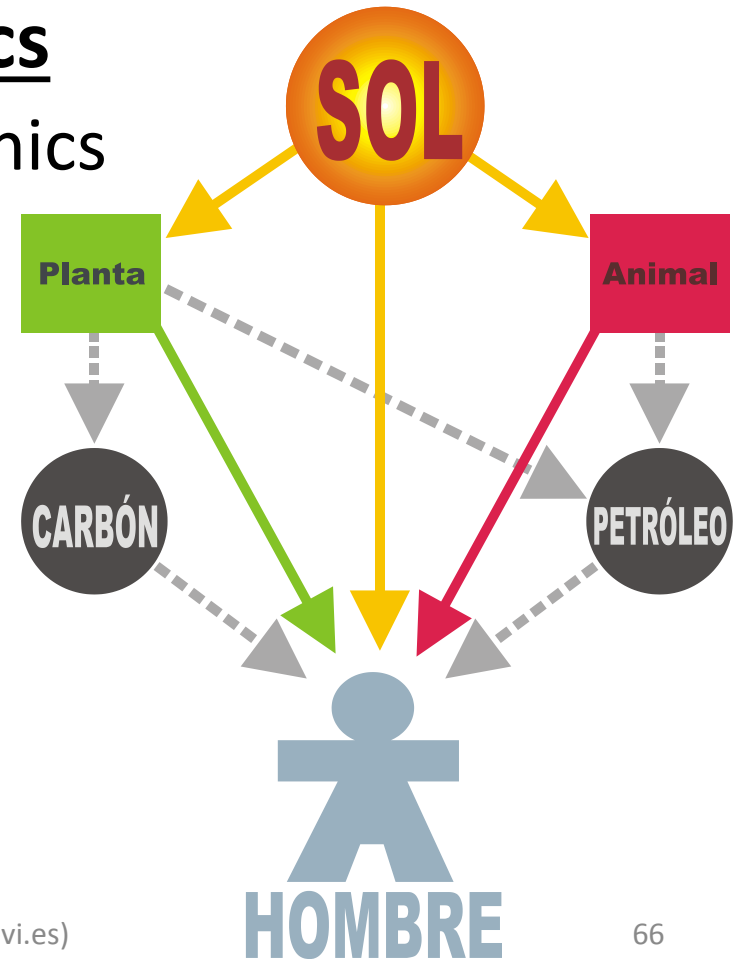 cs
nics
SOL
Planta
Animal
CARBÓN
PETRÓLEO
HOMBRE
vi.es)
66